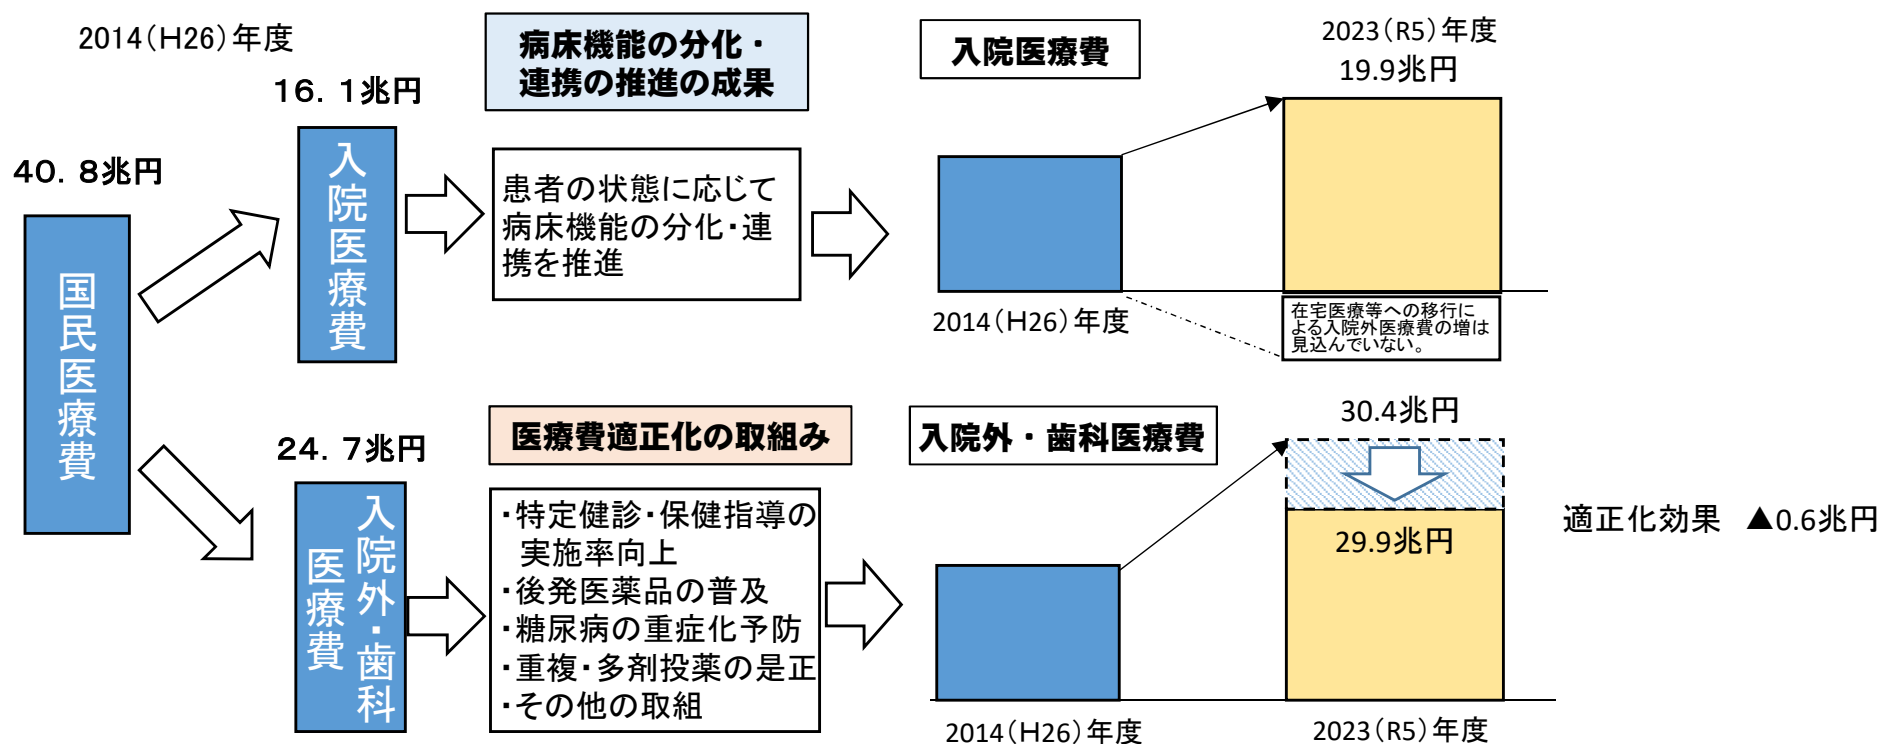 2014(H26)年度
40.8兆円
国民医療費
16.1兆円
入院医療費
病床機能の分化・
連携の推進の成果
患者の状態に応じて
病床機能の分化・連
携を推進
入院医療費
2014(H26)年度
2023(R5)年度
19.9兆円
在宅医療等への移行に
よる入院外医療費の増は
見込んでいない。
24.7兆円
入院外・歯科
医療費
医療費適正化の取組み
・特定健診・保健指導の
実施率向上
・後発医薬品の普及
・糖尿病の重症化予防
・重複・多剤投薬の是正
・その他の取組
入院外・歯科医療費
2014(H26)年度
30.4兆円
29.9兆円
2023(R5)年度
適正化効果 ▲0.6兆円